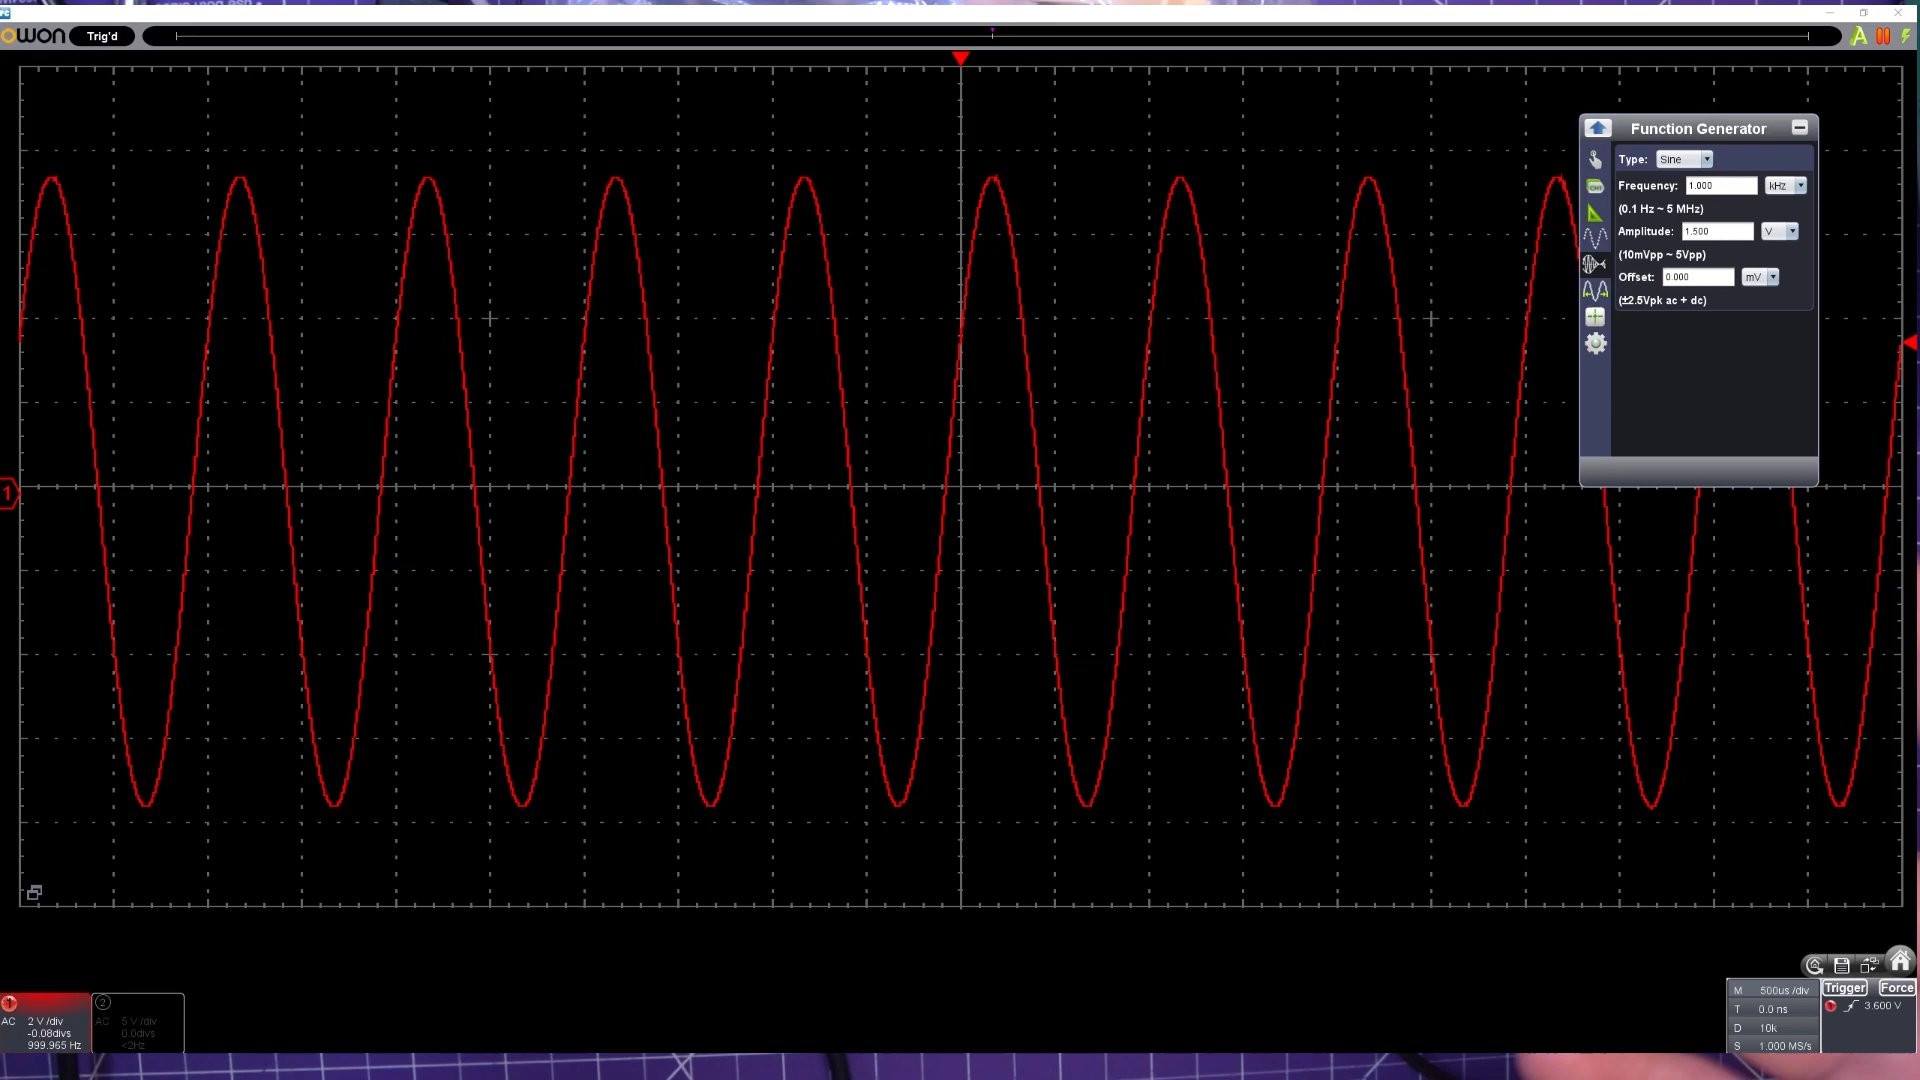 owon
Trig'd
Function Generator
Type: Sine
Frequency: 1.000 kHz
(0.1 Hz ~ 5 MHz)
Amplitude: 1.500 V
(10mVpp ~ 5Vpp)
Offset: 0.000 mV
(±2.5Vpk ac + dc)
1
1
AC 2 V /div
-0.08divs
999.965 Hz
2
AC 5 V /div
0.0divs
<2Hz
M 500us /div
T 0.0 ns
D 10k
S 1.000 MS/s
Trigger Force
1 3.600 V